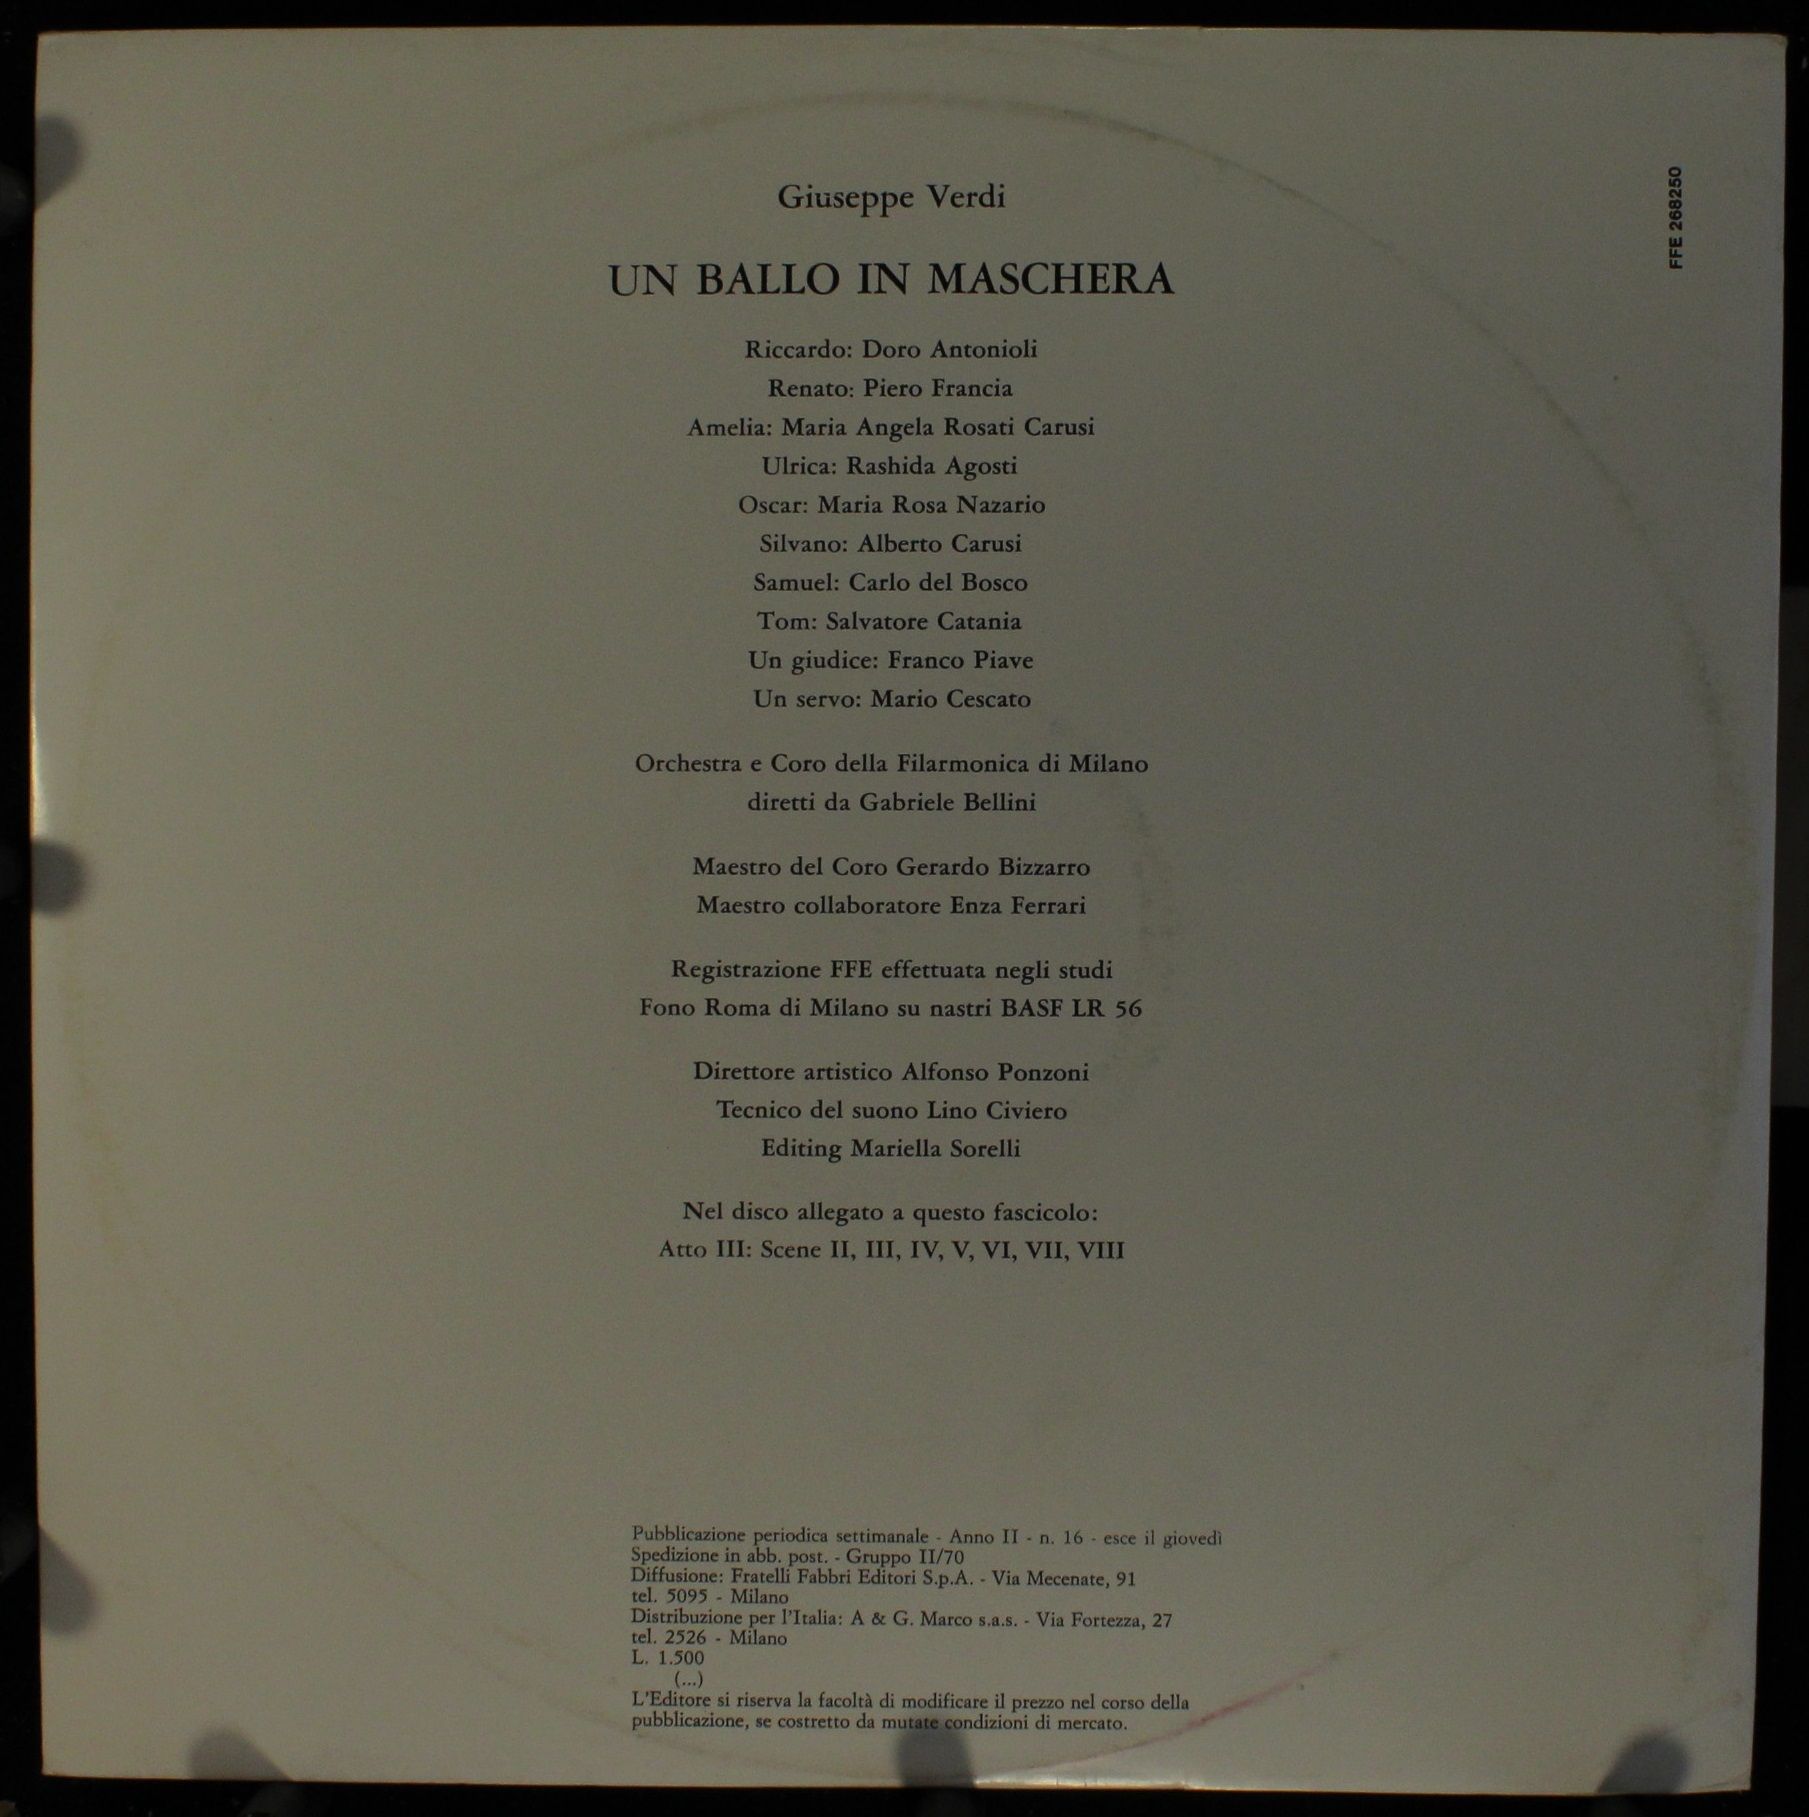 Giuseppe Verdi
UN BALLO IN MASCHERA
Riccardo: Doro Antonioli
Renato: Piero Francia
Amelia: Maria Angela Rosati Carusi
Ulrica: Rashida Agosti
Oscar: Maria Rosa Nazario
Silvano: Alberto Carusi
Samuel: Carlo del Bosco
Tom: Salvatore Catania
Un giudice: Franco Piave
Un servo: Mario Cescato
Orchestra e Coro della Filarmonica di Milano
diretti da Gabriele Bellini
Maestro del Coro Gerardo Bizzarro
Maestro collaboratore Enza Ferrari
Registrazione FFE effettuata negli studi
Fono Roma di Milano su nastri BASF LR 56
Direttore artistico Alfonso Ponzoni
Tecnico del suono Lino Civiero
Editing Mariella Sorelli
Nel disco allegato a questo fascicolo:
Atto III: Scene II, III, IV, V, VI, VII, VIII
Pubblicazione periodica settimanale - Anno II - n. 16 - esce il giovedì
Spedizione in abb. post. - Gruppo II/70
Diffusione: Fratelli Fabbri Editori S.p.A. - Via Mecenate, 91
tel. 5095 - Milano
Distribuzione per l'Italia: A & G. Marco s.a.s. - Via Fortezza, 27
tel. 2526 - Milano
L. 1.500
(...)
L'Editore si riserva la facoltà di modificare il prezzo nel corso della
pubblicazione, se costretto da mutate condizioni di mercato.
FFE 268250